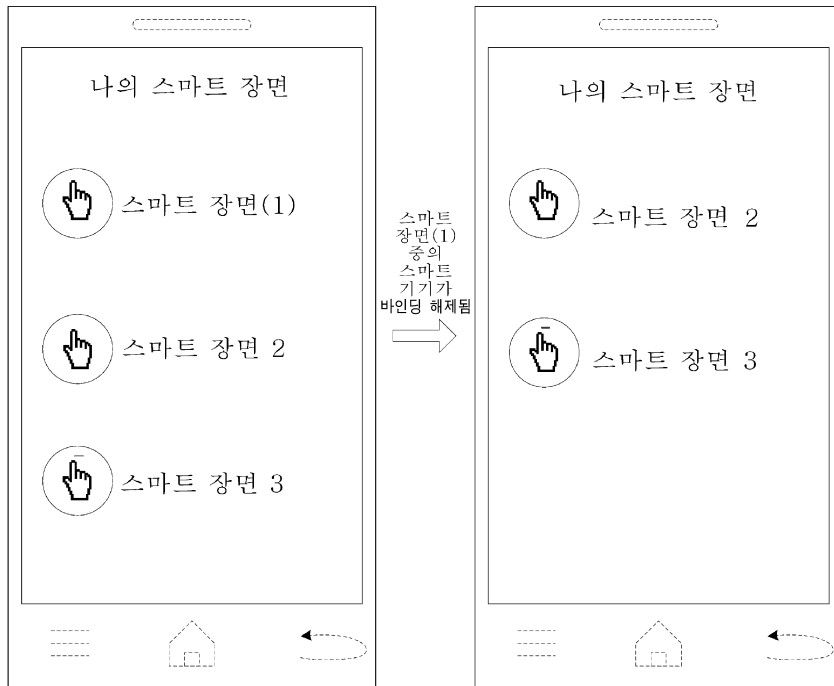 나의 스마트 장면
스마트 장면(1)
스마트 장면 2
스마트 장면 3
스마트
장면(1)
중의
스마트
기기가
바인딩 해제됨
나의 스마트 장면
스마트 장면 2
스마트 장면 3